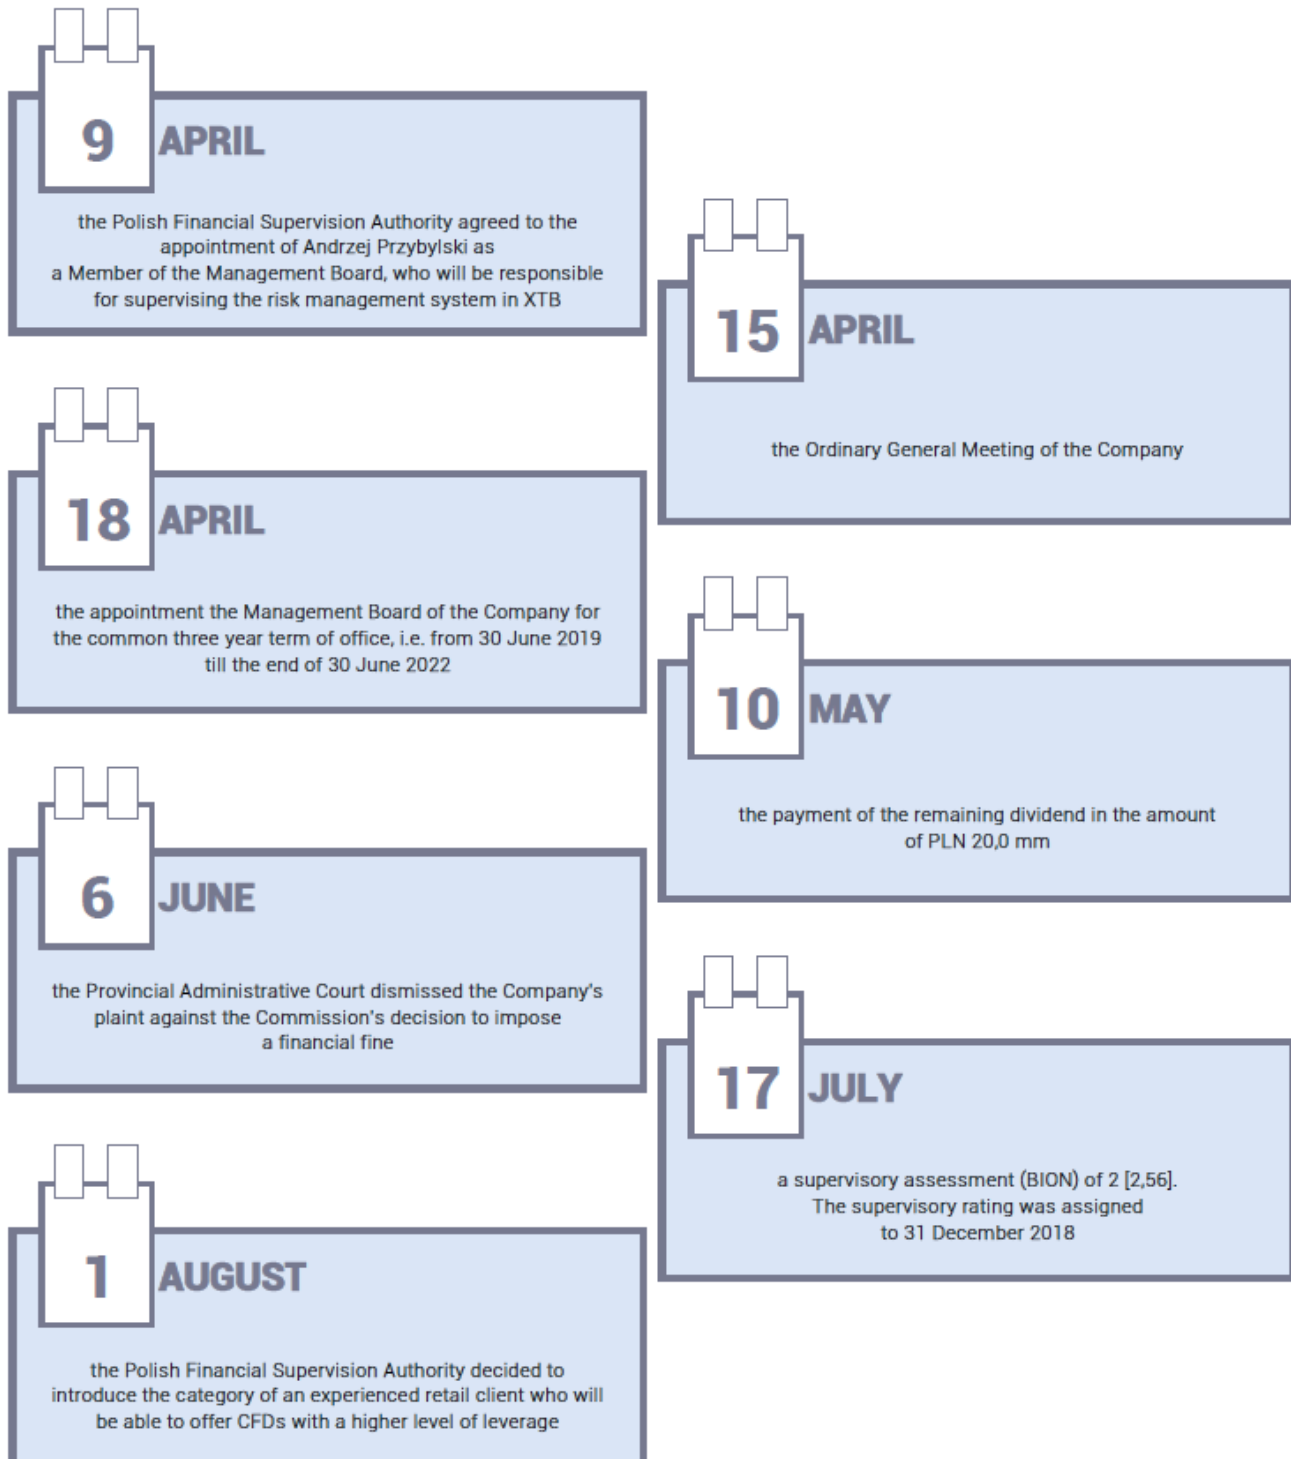 9
APRIL
the Polish Financial Supervision Authority agreed to the
appointment of Andrzej Przybylski as
a Member of the Management Board, who will be responsible
for supervising the risk management system in XTB
15
APRIL
the Ordinary General Meeting of the Company
18
APRIL
the appointment the Management Board of the Company for
the common three year term of office, i.e. from 30 June 2019
till the end of 30 June 2022
10
MAY
the payment of the remaining dividend in the amount
of PLN 20,0 mm
6
JUNE
the Provincial Administrative Court dismissed the Company's
plaint against the Commission's decision to impose
a financial fine
17
JULY
a supervisory assessment (BION) of 2 [2,56].
The supervisory rating was assigned
to 31 December 2018
1
AUGUST
the Polish Financial Supervision Authority decided to
introduce the category of an experienced retail client who will
be able to offer CFDs with a higher level of leverage